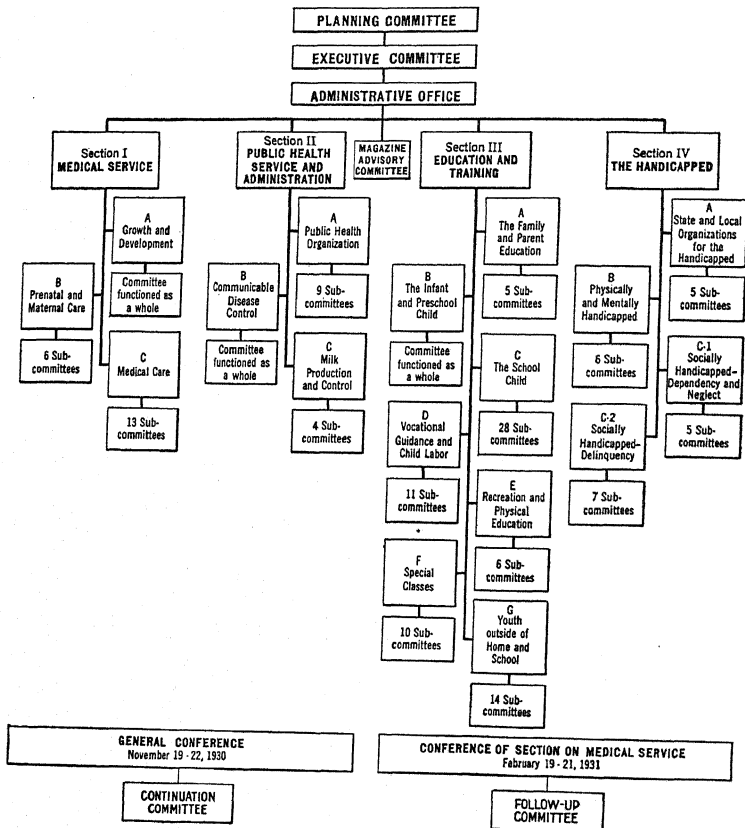 PLANNING COMMITTEE
EXECUTIVE COMMITTEE
ADMINISTRATIVE OFFICE
Section I
MEDICAL SERVICE
A
Growth and
Development
Committee
functioned as
a whole
B
Prenatal and
Maternal Care
6 Sub-
committees
C
Medical Care
13 Sub-
committees
Section II
PUBLIC HEALTH
SERVICE AND
ADMINISTRATION
A
Public Health
Organization
9 Sub-
committees
B
Communicable
Disease
Control
Committee
functioned as
a whole
C
Milk
Production
and Control
4 Sub-
committees
MAGAZINE
ADVISORY
COMMITTEE
Section III
EDUCATION AND
TRAINING
A
The Family
and Parent
Education
5 Sub-
committees
B
The Infant
and Preschool
Child
Committee
functioned as
a whole
C
The School
Child
28 Sub-
committees
D
Vocational
Guidance and
Child Labor
11 Sub-
committees
E
Recreation and
Physical
Education
6 Sub-
committees
F
Special
Classes
10 Sub-
committees
G
Youth
outside of
Home and
School
14 Sub-
committees
Section IV
THE HANDICAPPED
A
State and Local
Organizations
for the
Handicapped
5 Sub-
committees
B
Physically
and Mentally
Handicapped
6 Sub-
committees
C-1
Socially
Handicapped-
Dependency and
Neglect
5 Sub-
committees
C-2
Socially
Handicapped-
Delinquency
7 Sub-
committees
GENERAL CONFERENCE
November 19-22, 1930
CONTINUATION
COMMITTEE
CONFERENCE OF SECTION ON MEDICAL SERVICE
February 19-21, 1931
FOLLOW-UP
COMMITTEE